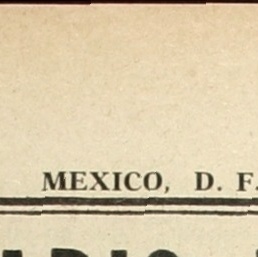 MEXICO, D. F.